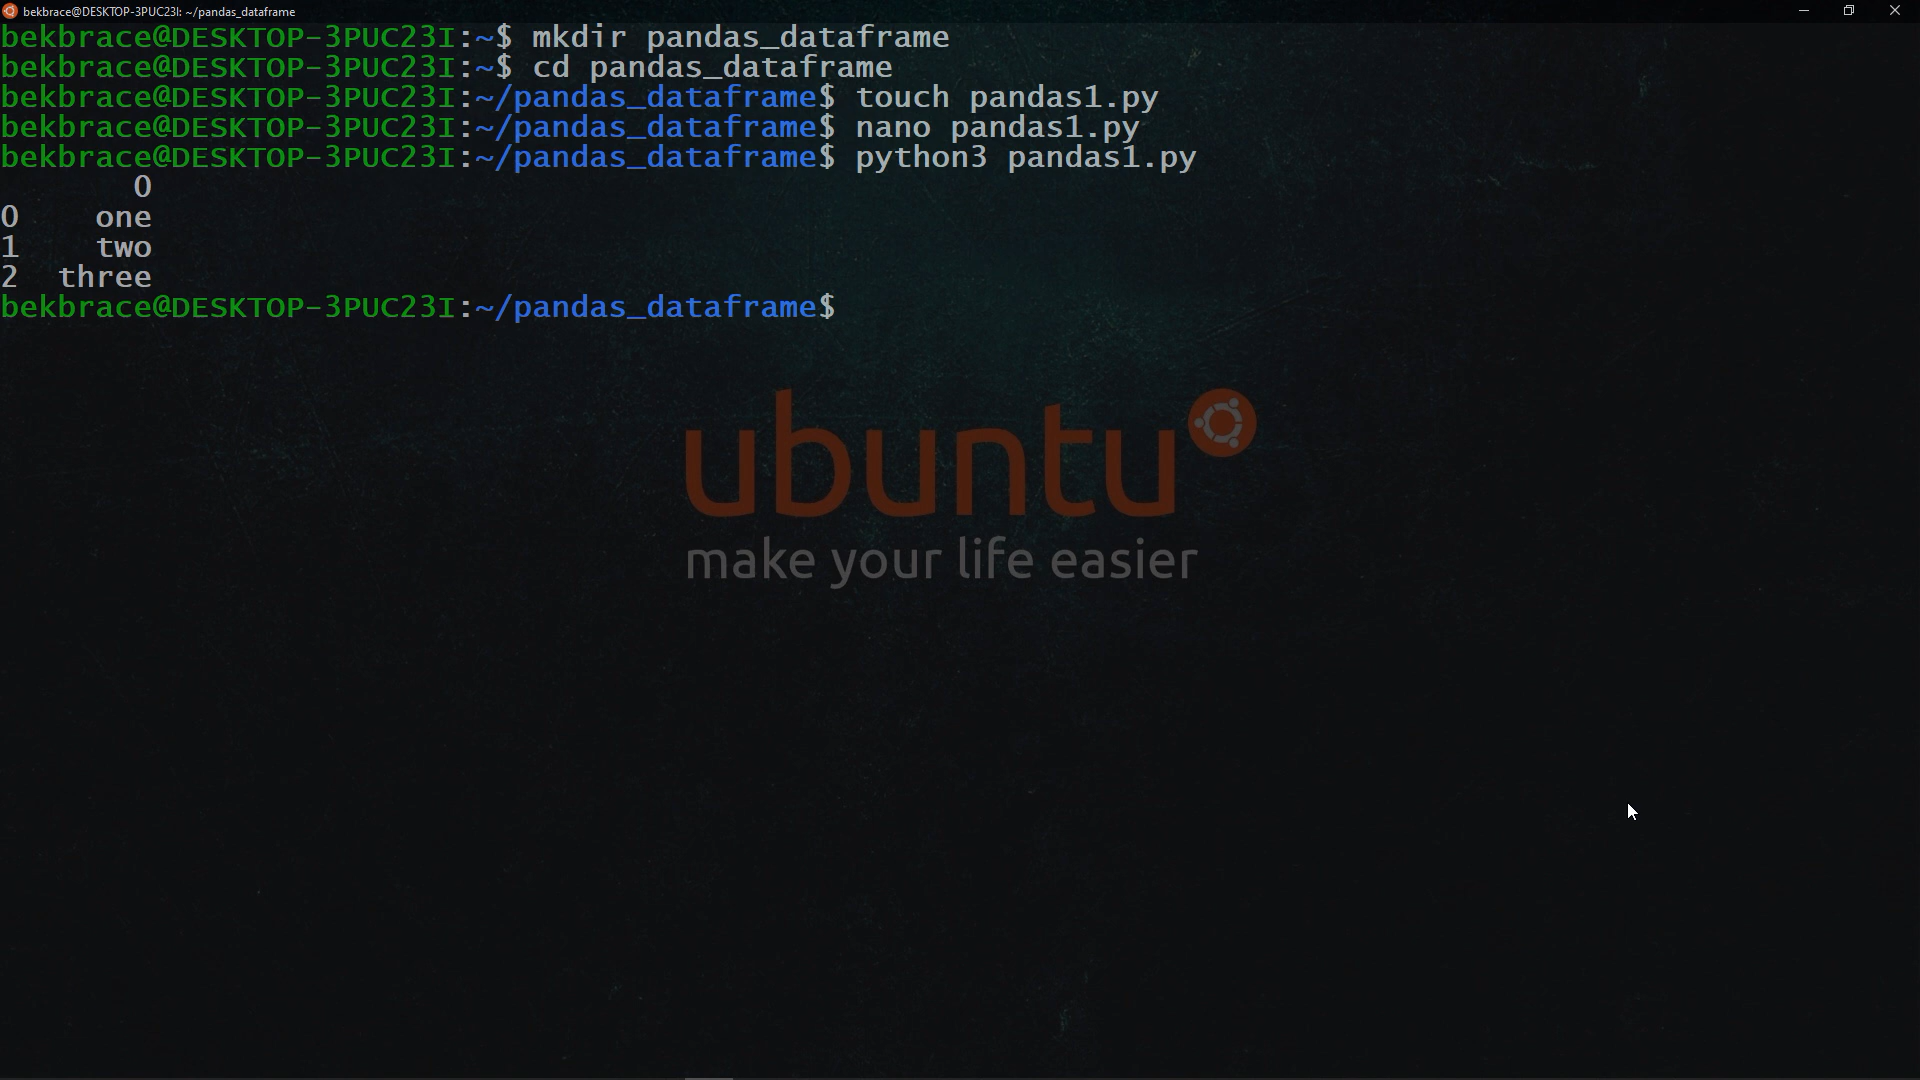 bekbrace@DESKTOP-3PUC23I: ~/pandas_dataframe
bekbrace@DESKTOP-3PUC23I:~$ mkdir pandas_dataframe
bekbrace@DESKTOP-3PUC23I:~$ cd pandas_dataframe
bekbrace@DESKTOP-3PUC23I:~/pandas_dataframe$ touch pandas1.py
bekbrace@DESKTOP-3PUC23I:~/pandas_dataframe$ nano pandas1.py
bekbrace@DESKTOP-3PUC23I:~/pandas_dataframe$ python3 pandas1.py
       0
0    one
1    two
2  three
bekbrace@DESKTOP-3PUC23I:~/pandas_dataframe$
ubuntu
make your life easier